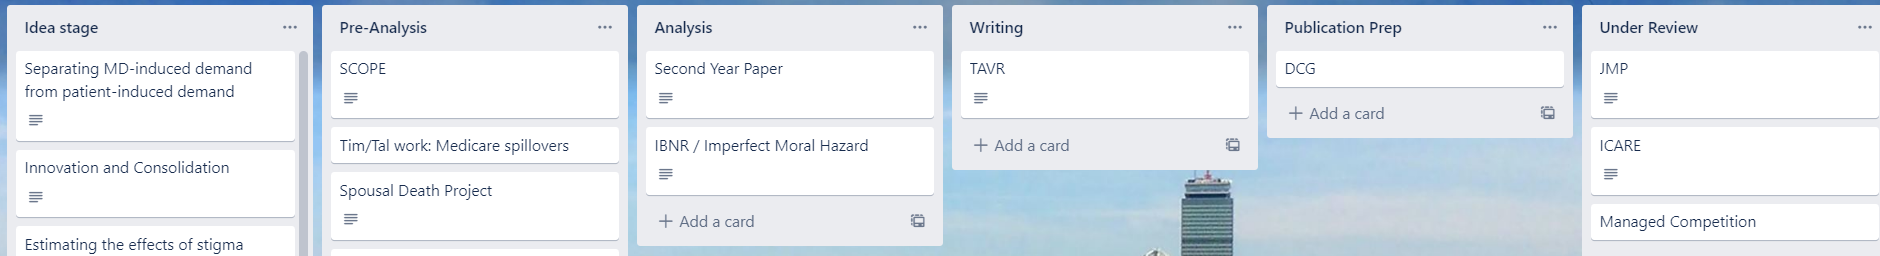 Idea stage
Separating MD-induced demand
from patient-induced demand
Innovation and Consolidation
Estimating the effects of stigma
Pre-Analysis
SCOPE
Tim/Tal work: Medicare spillovers
Spousal Death Project
Analysis
Second Year Paper
IBNR / Imperfect Moral Hazard
Add a card
Writing
TAVR
Add a card
Publication Prep
DCG
Add a card
Under Review
JMP
ICARE
Managed Competition